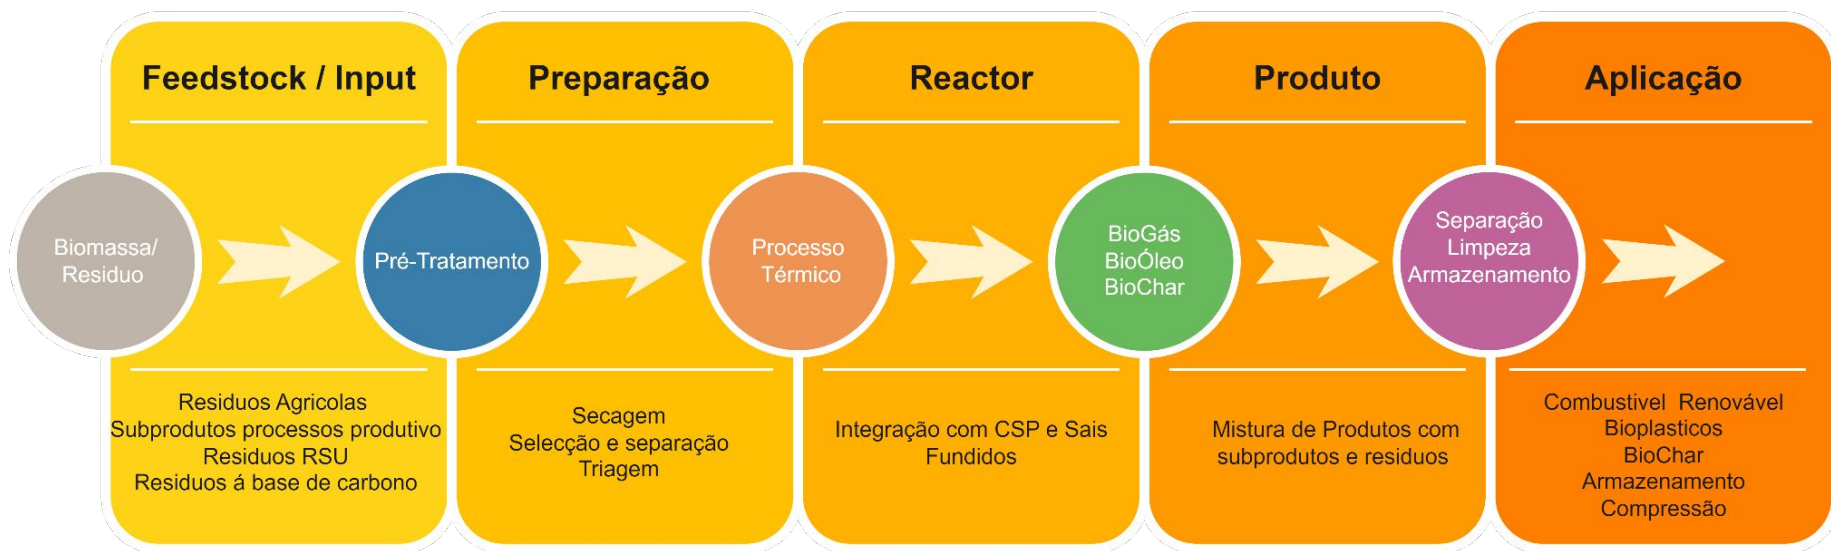 Feedstock / Input
Preparação
Reactor
Produto
Aplicação
Biomassa/
Residuo
Pré-Tratamento
Processo
Térmico
BioGás
BioÓleo
BioChar
Separação
Limpeza
Armazenamento
Residuos Agricolas
Subprodutos processos produtivo
Residuos RSU
Residuos á base de carbono
Secagem
Selecção e separação
Triagem
Integração com CSP e Sais
Fundidos
Mistura de Produtos com
subprodutos e residuos
Combustivel Renovável
Bioplasticos
BioChar
Armazenamento
Compressão